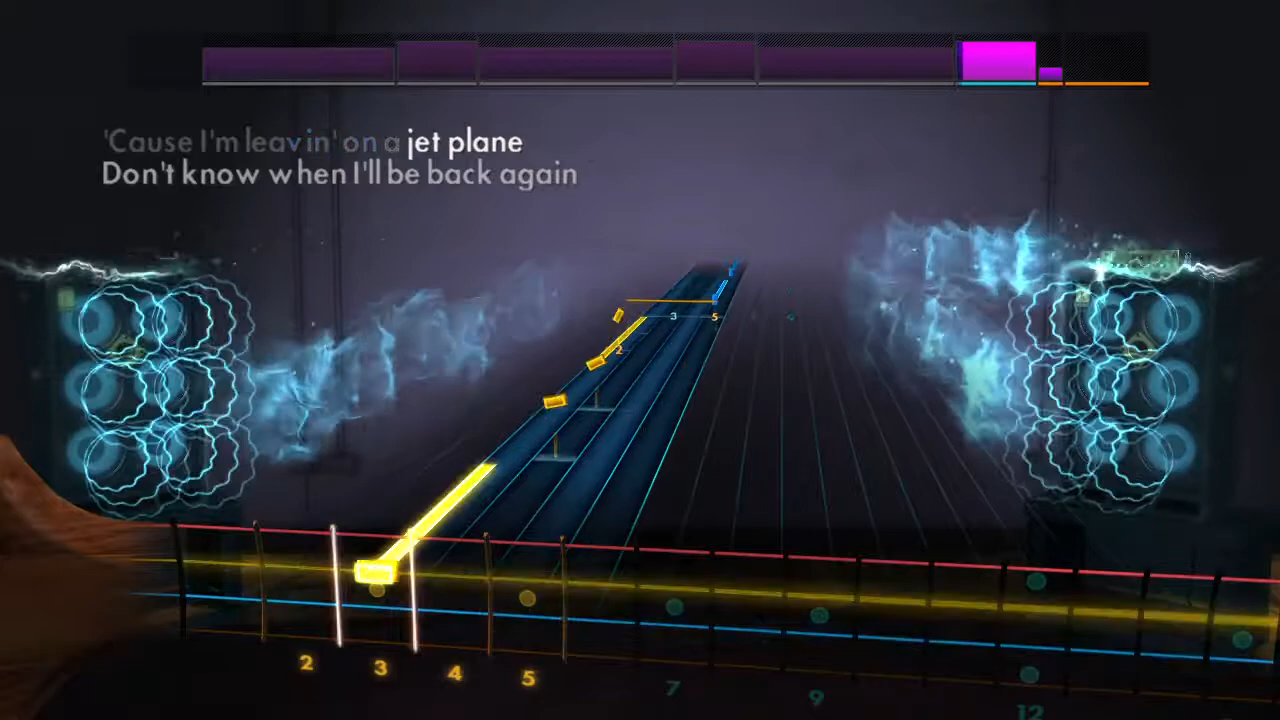 'Cause I'm leavin' on a jet plane
Don't know when I'll be back again
3 5
2
2 3 4 5 7 9 12